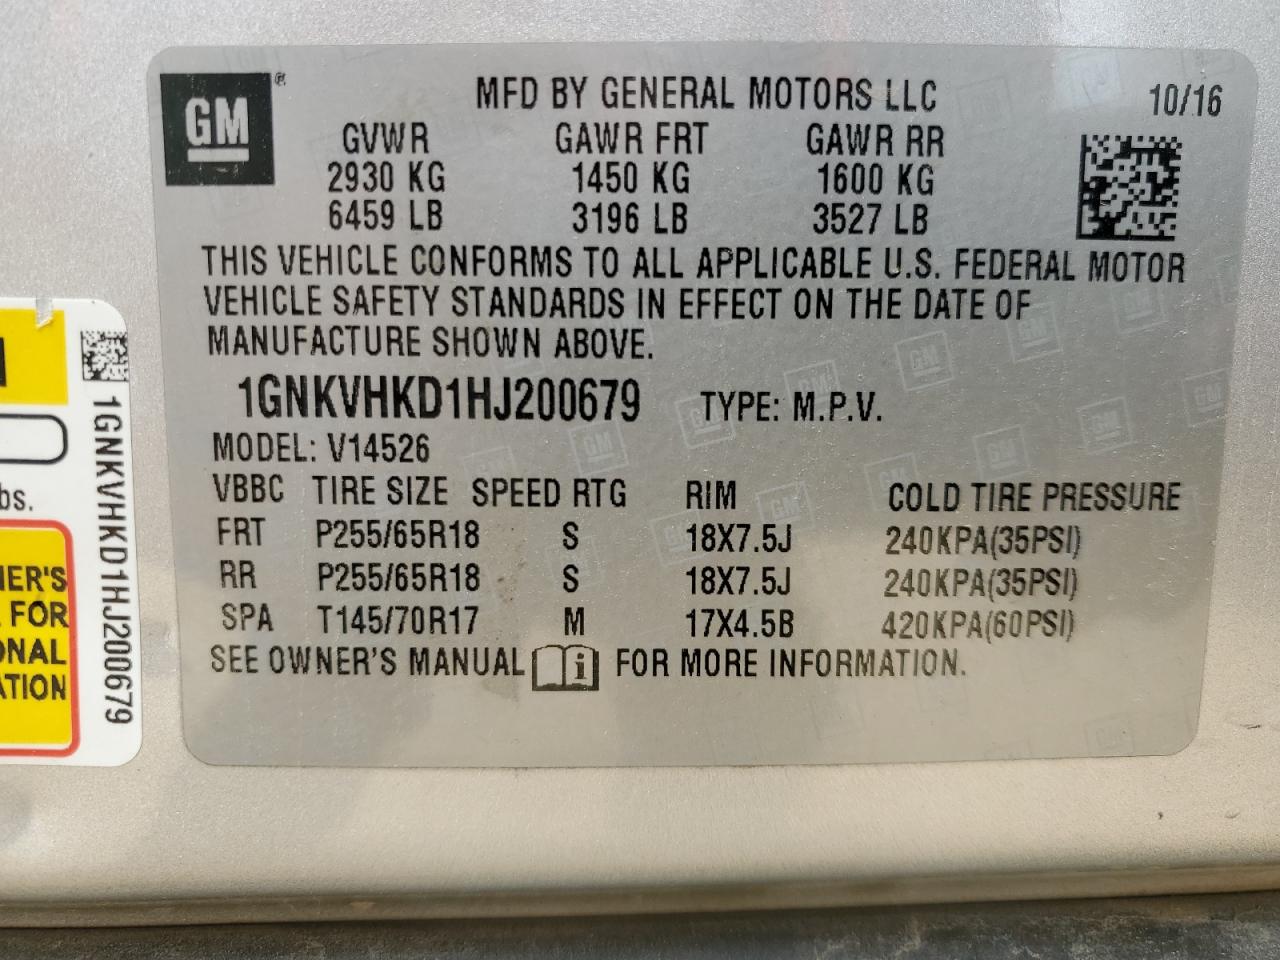 GM ®
MFD BY GENERAL MOTORS LLC 10/16
GVWR GAWR FRT GAWR RR
2930 KG 1450 KG 1600 KG
6459 LB 3196 LB 3527 LB
THIS VEHICLE CONFORMS TO ALL APPLICABLE U.S. FEDERAL MOTOR
VEHICLE SAFETY STANDARDS IN EFFECT ON THE DATE OF
MANUFACTURE SHOWN ABOVE.
1GNKVHKD1HJ200679 TYPE: M.P.V.
MODEL: V14526
VBBC TIRE SIZE SPEED RTG RIM COLD TIRE PRESSURE
FRT P255/65R18 S 18X7.5J 240KPA(35PSI)
RR P255/65R18 S 18X7.5J 240KPA(35PSI)
SPA T145/70R17 M 17X4.5B 420KPA(60PSI)
SEE OWNER'S MANUAL i FOR MORE INFORMATION.
1GNKVHKD1HJ200679
bs.
NER'S
FOR
ONAL
ATION